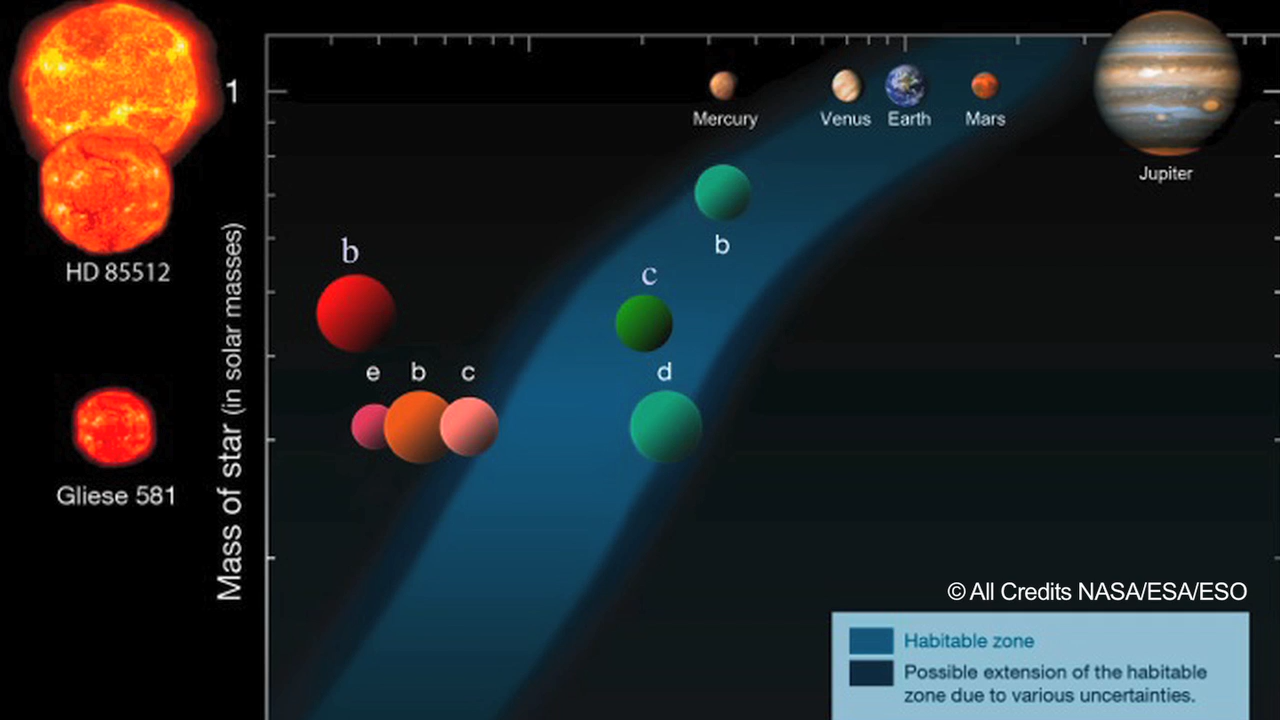 1
Mercury
Venus
Earth
Mars
Jupiter
HD 85512
b
b
c
e
b
c
d
Gliese 581
Mass of star (in solar masses)
© All Credits NASA/ESA/ESO
Habitable zone
Possible extension of the habitable
zone due to various uncertainties.